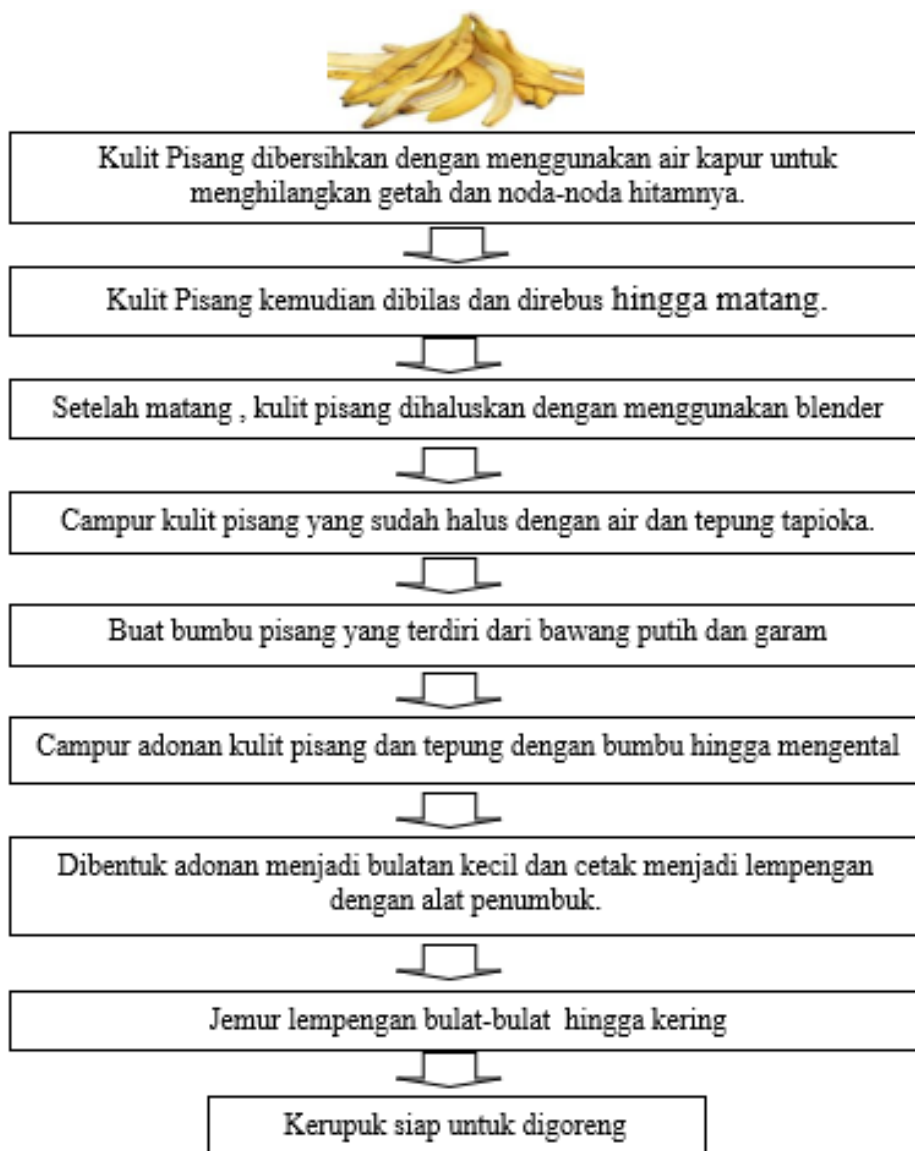 Kulit Pisang dibersihkan dengan menggunakan air kapur untuk
menghilangkan getah dan noda-noda hitamnya.
Kulit Pisang kemudian dibilas dan direbus hingga matang.
Setelah matang , kulit pisang dihaluskan dengan menggunakan blender
Campur kulit pisang yang sudah halus dengan air dan tepung tapioka.
Buat bumbu pisang yang terdiri dari bawang putih dan garam
Campur adonan kulit pisang dan tepung dengan bumbu hingga mengental
Dibentuk adonan menjadi bulatan kecil dan cetak menjadi lempengan
dengan alat penumbuk.
Jemur lempengan bulat-bulat hingga kering
Kerupuk siap untuk digoreng